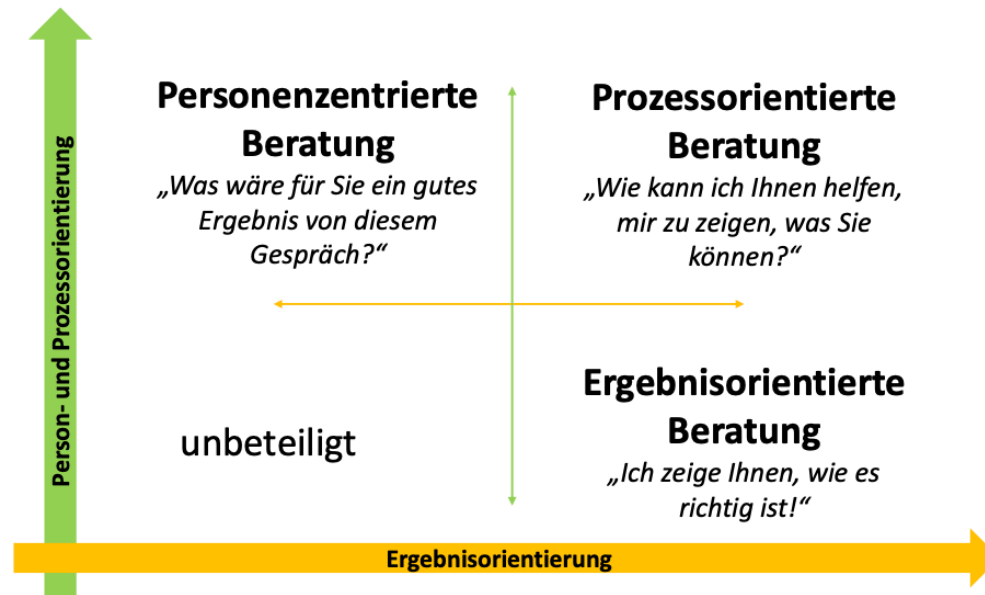 Person- und Prozessorientierung
Personenzentrierte
Beratung
„Was wäre für Sie ein gutes
Ergebnis von diesem
Gespräch?“
Prozessorientierte
Beratung
„Wie kann ich Ihnen helfen,
mir zu zeigen, was Sie
können?“
unbeteiligt
Ergebnisorientierte
Beratung
„Ich zeige Ihnen, wie es
richtig ist!“
Ergebnisorientierung